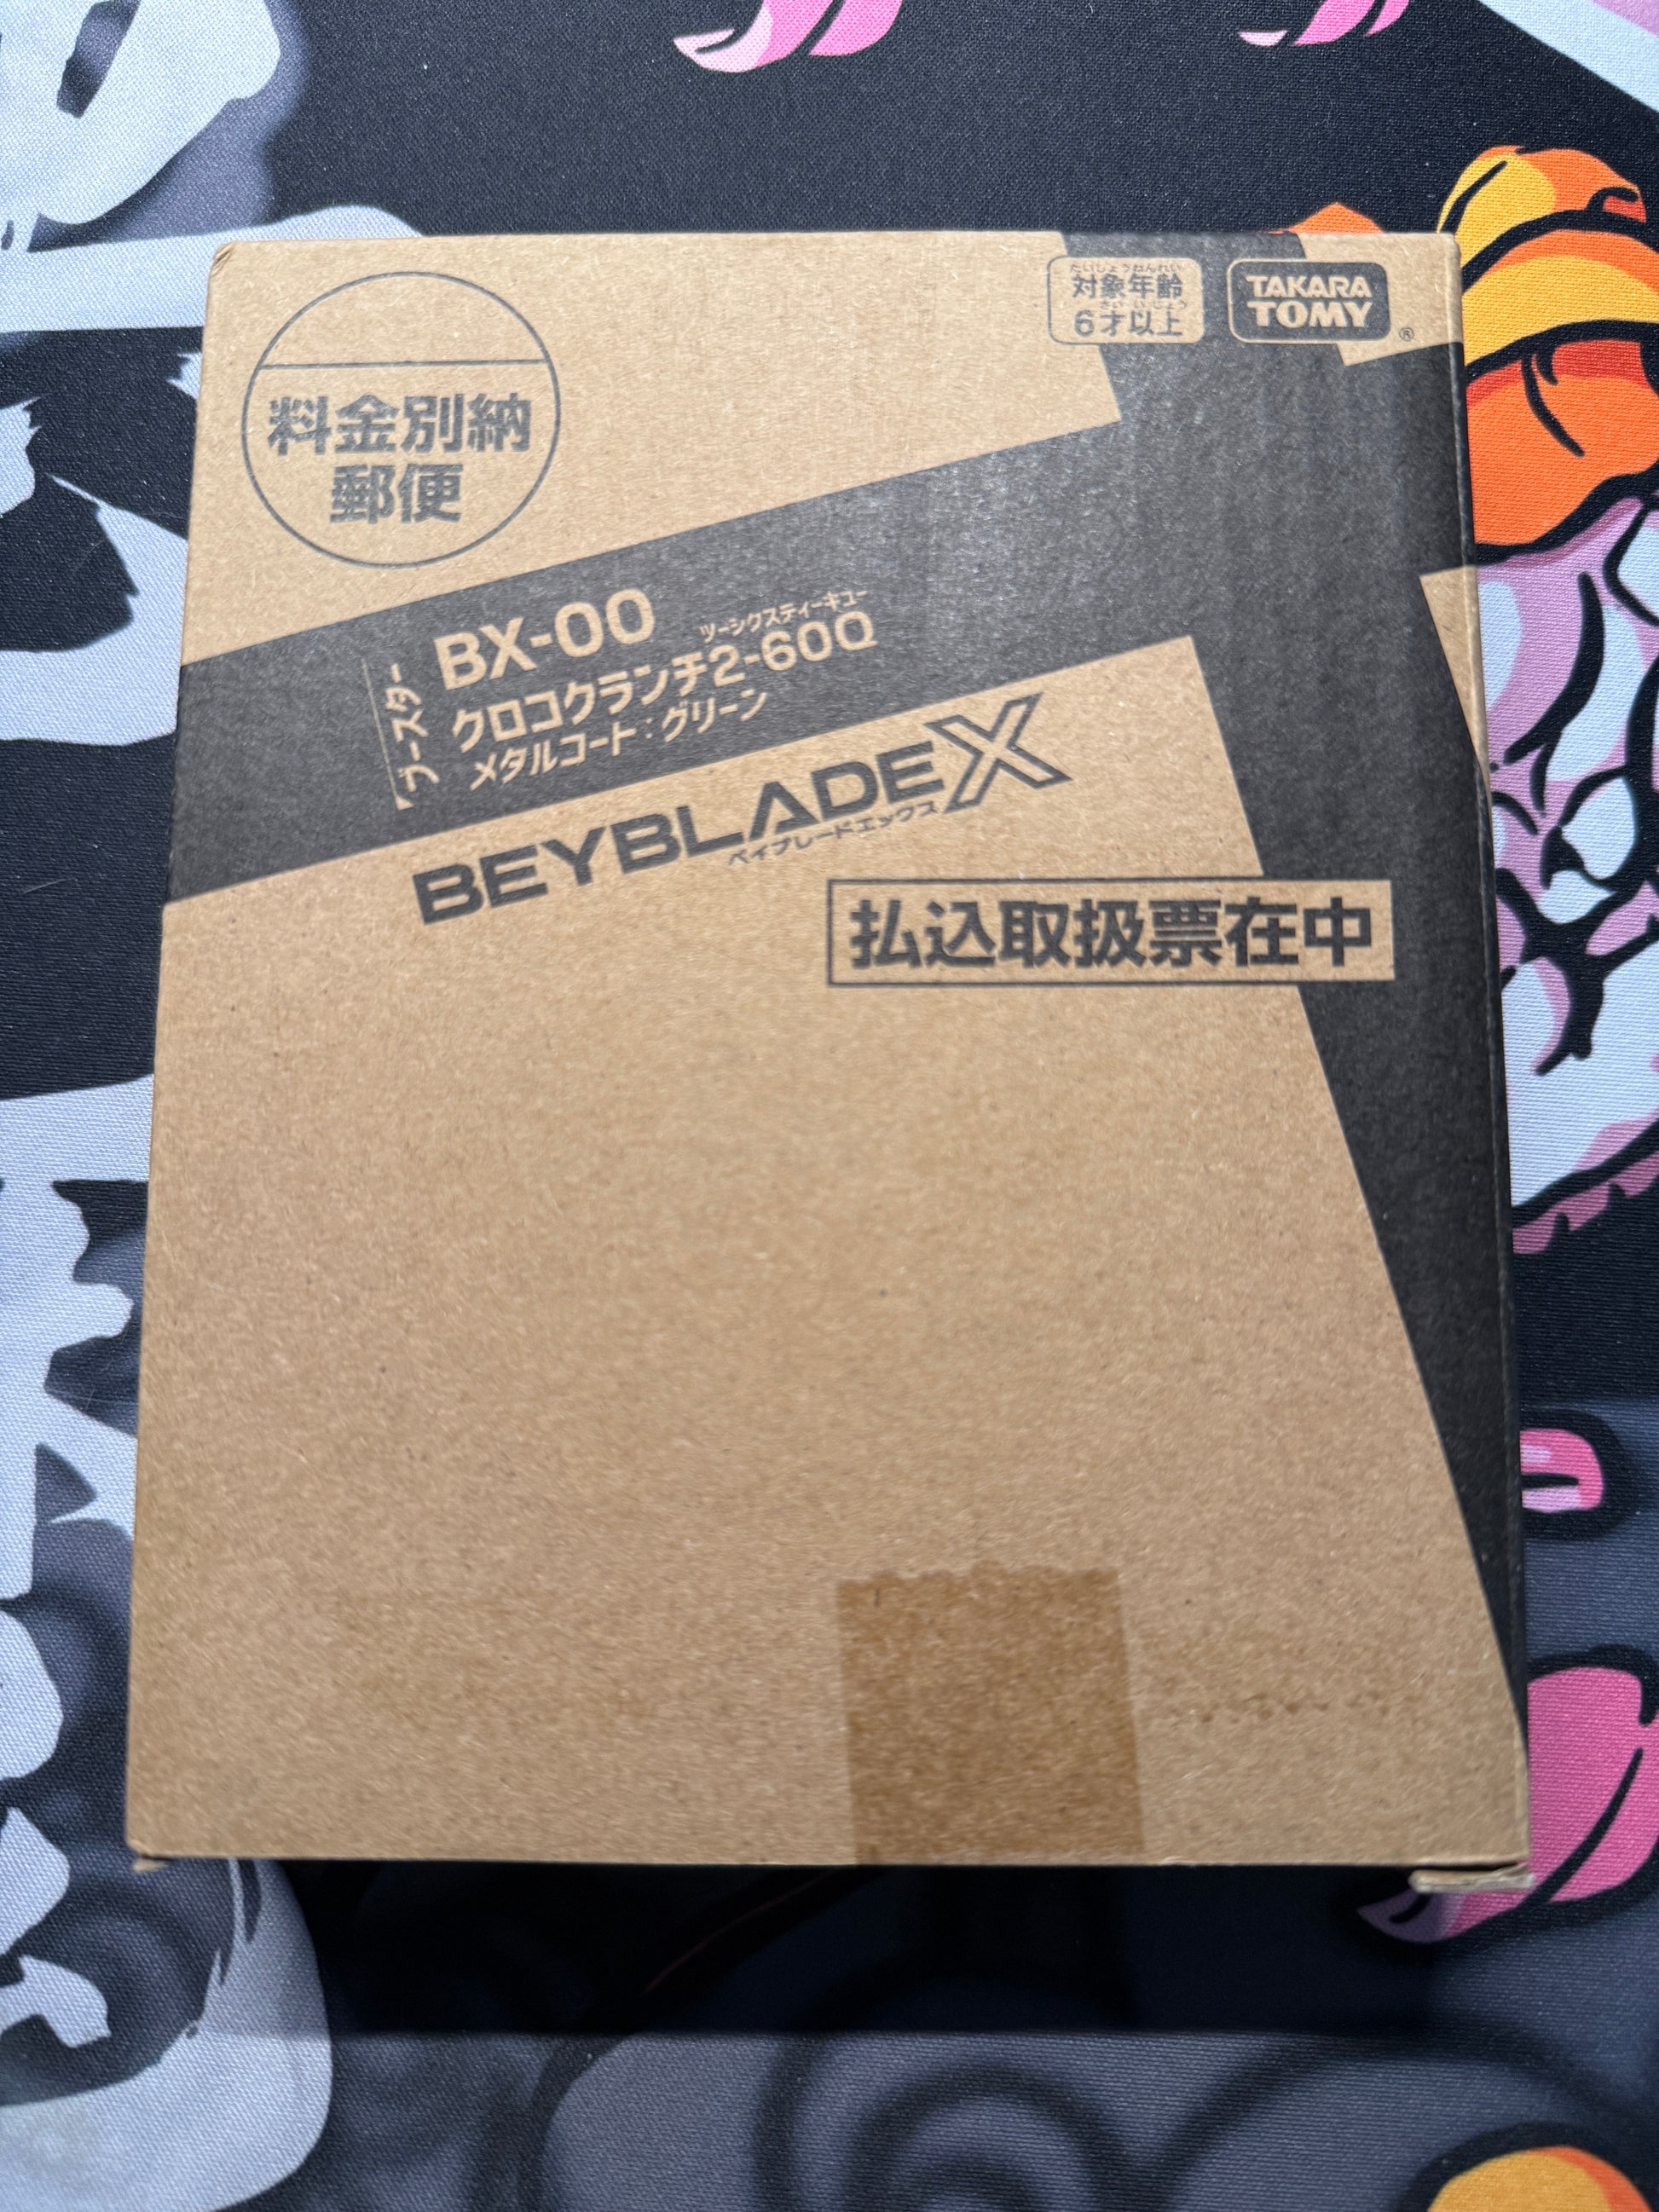 たいしょうねんれい
対象年齢
さいいじょう
6才以上
TAKARA
TOMY
®
料金別納
郵便
ブースター
BX-00
ツーシクスティーキュー
クロコクランチ2-60Q
メタルコート:グリーン
BEYBLADE X
ベイブレードエックス
払込取扱票在中